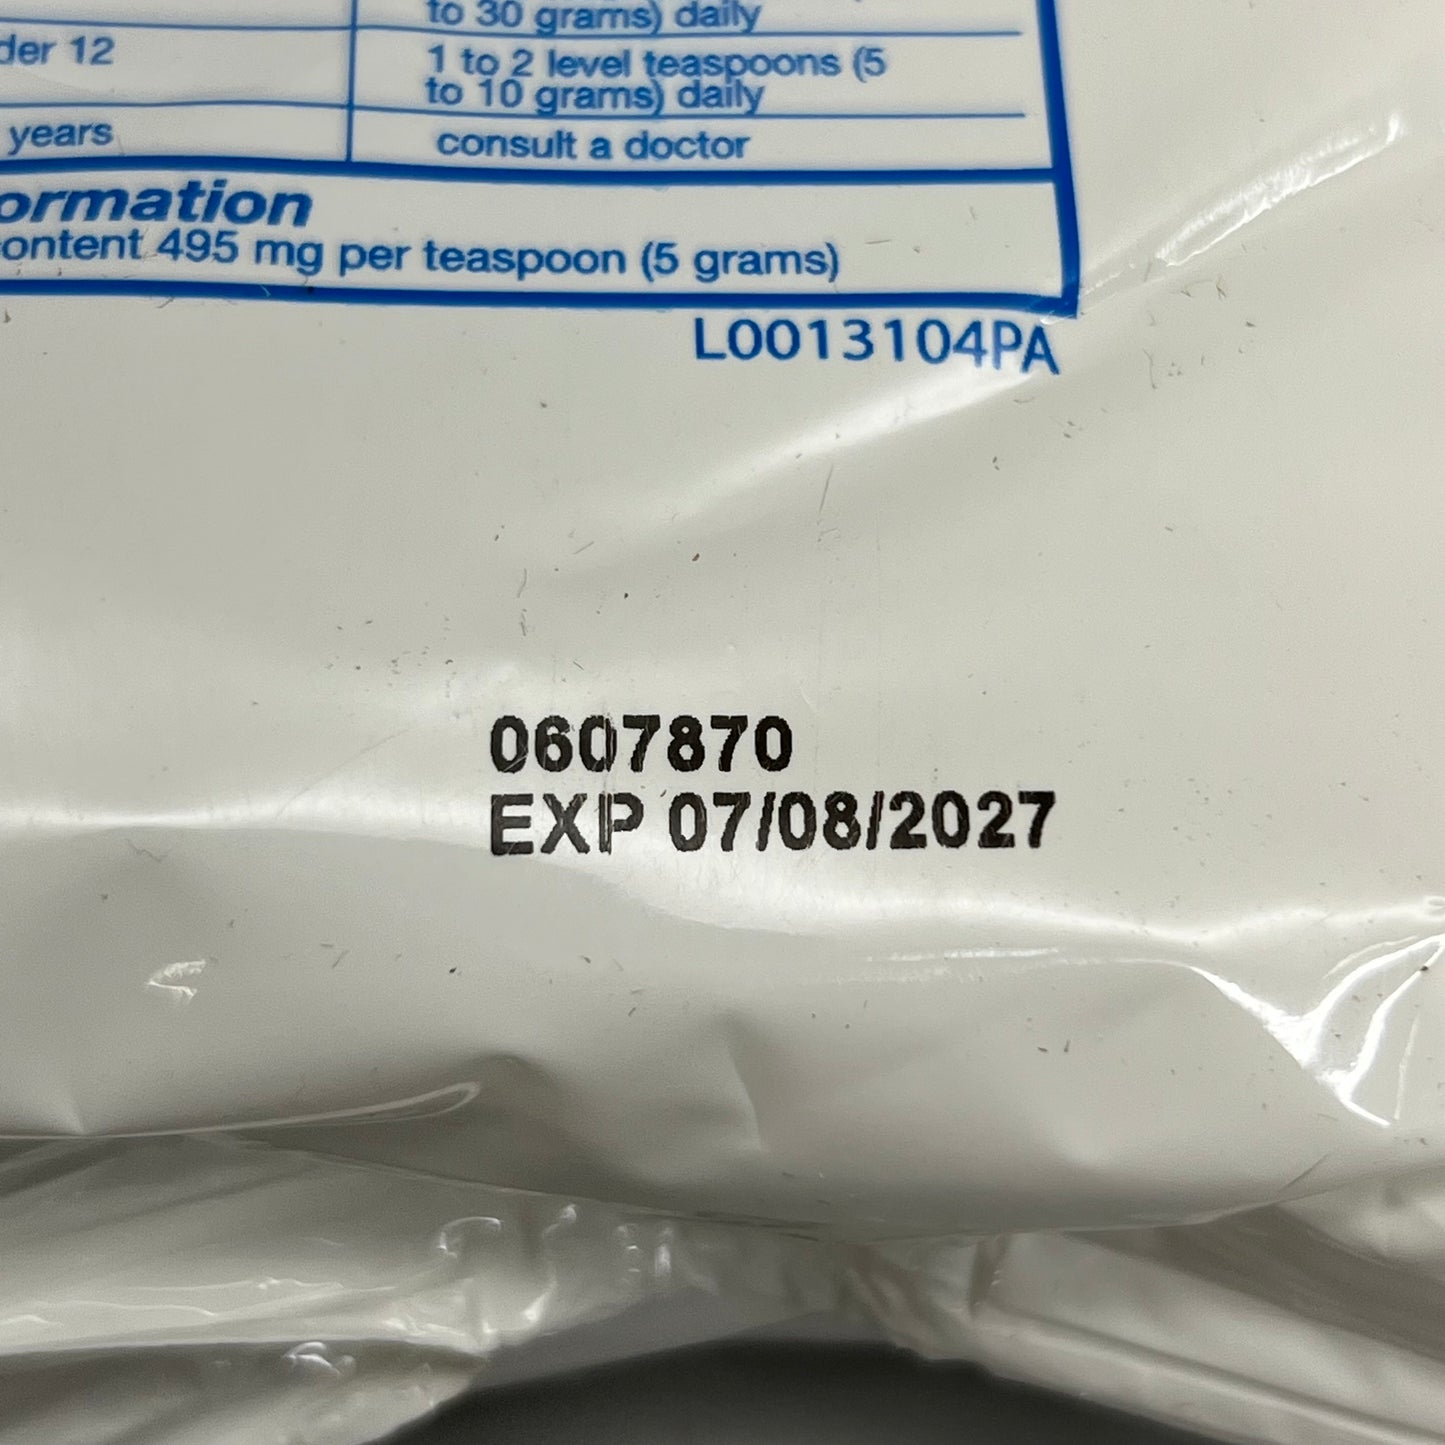 to 30 grams) daily
der 12
1 to 2 level teaspoons (5
to 10 grams) daily
years
consult a doctor
ormation
ontent 495 mg per teaspoon (5 grams)
L0013104PA
0607870
EXP 07/08/2027